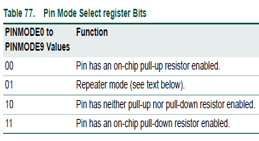 Table 77. Pin Mode Select register Bits
PINMODE0 to Function
PINMODE9 Values
00 Pin has an on-chip pull-up resistor enabled.
01 Repeater mode (see text below).
10 Pin has neither pull-up nor pull-down resistor enabled.
11 Pin has an on-chip pull-down resistor enabled.